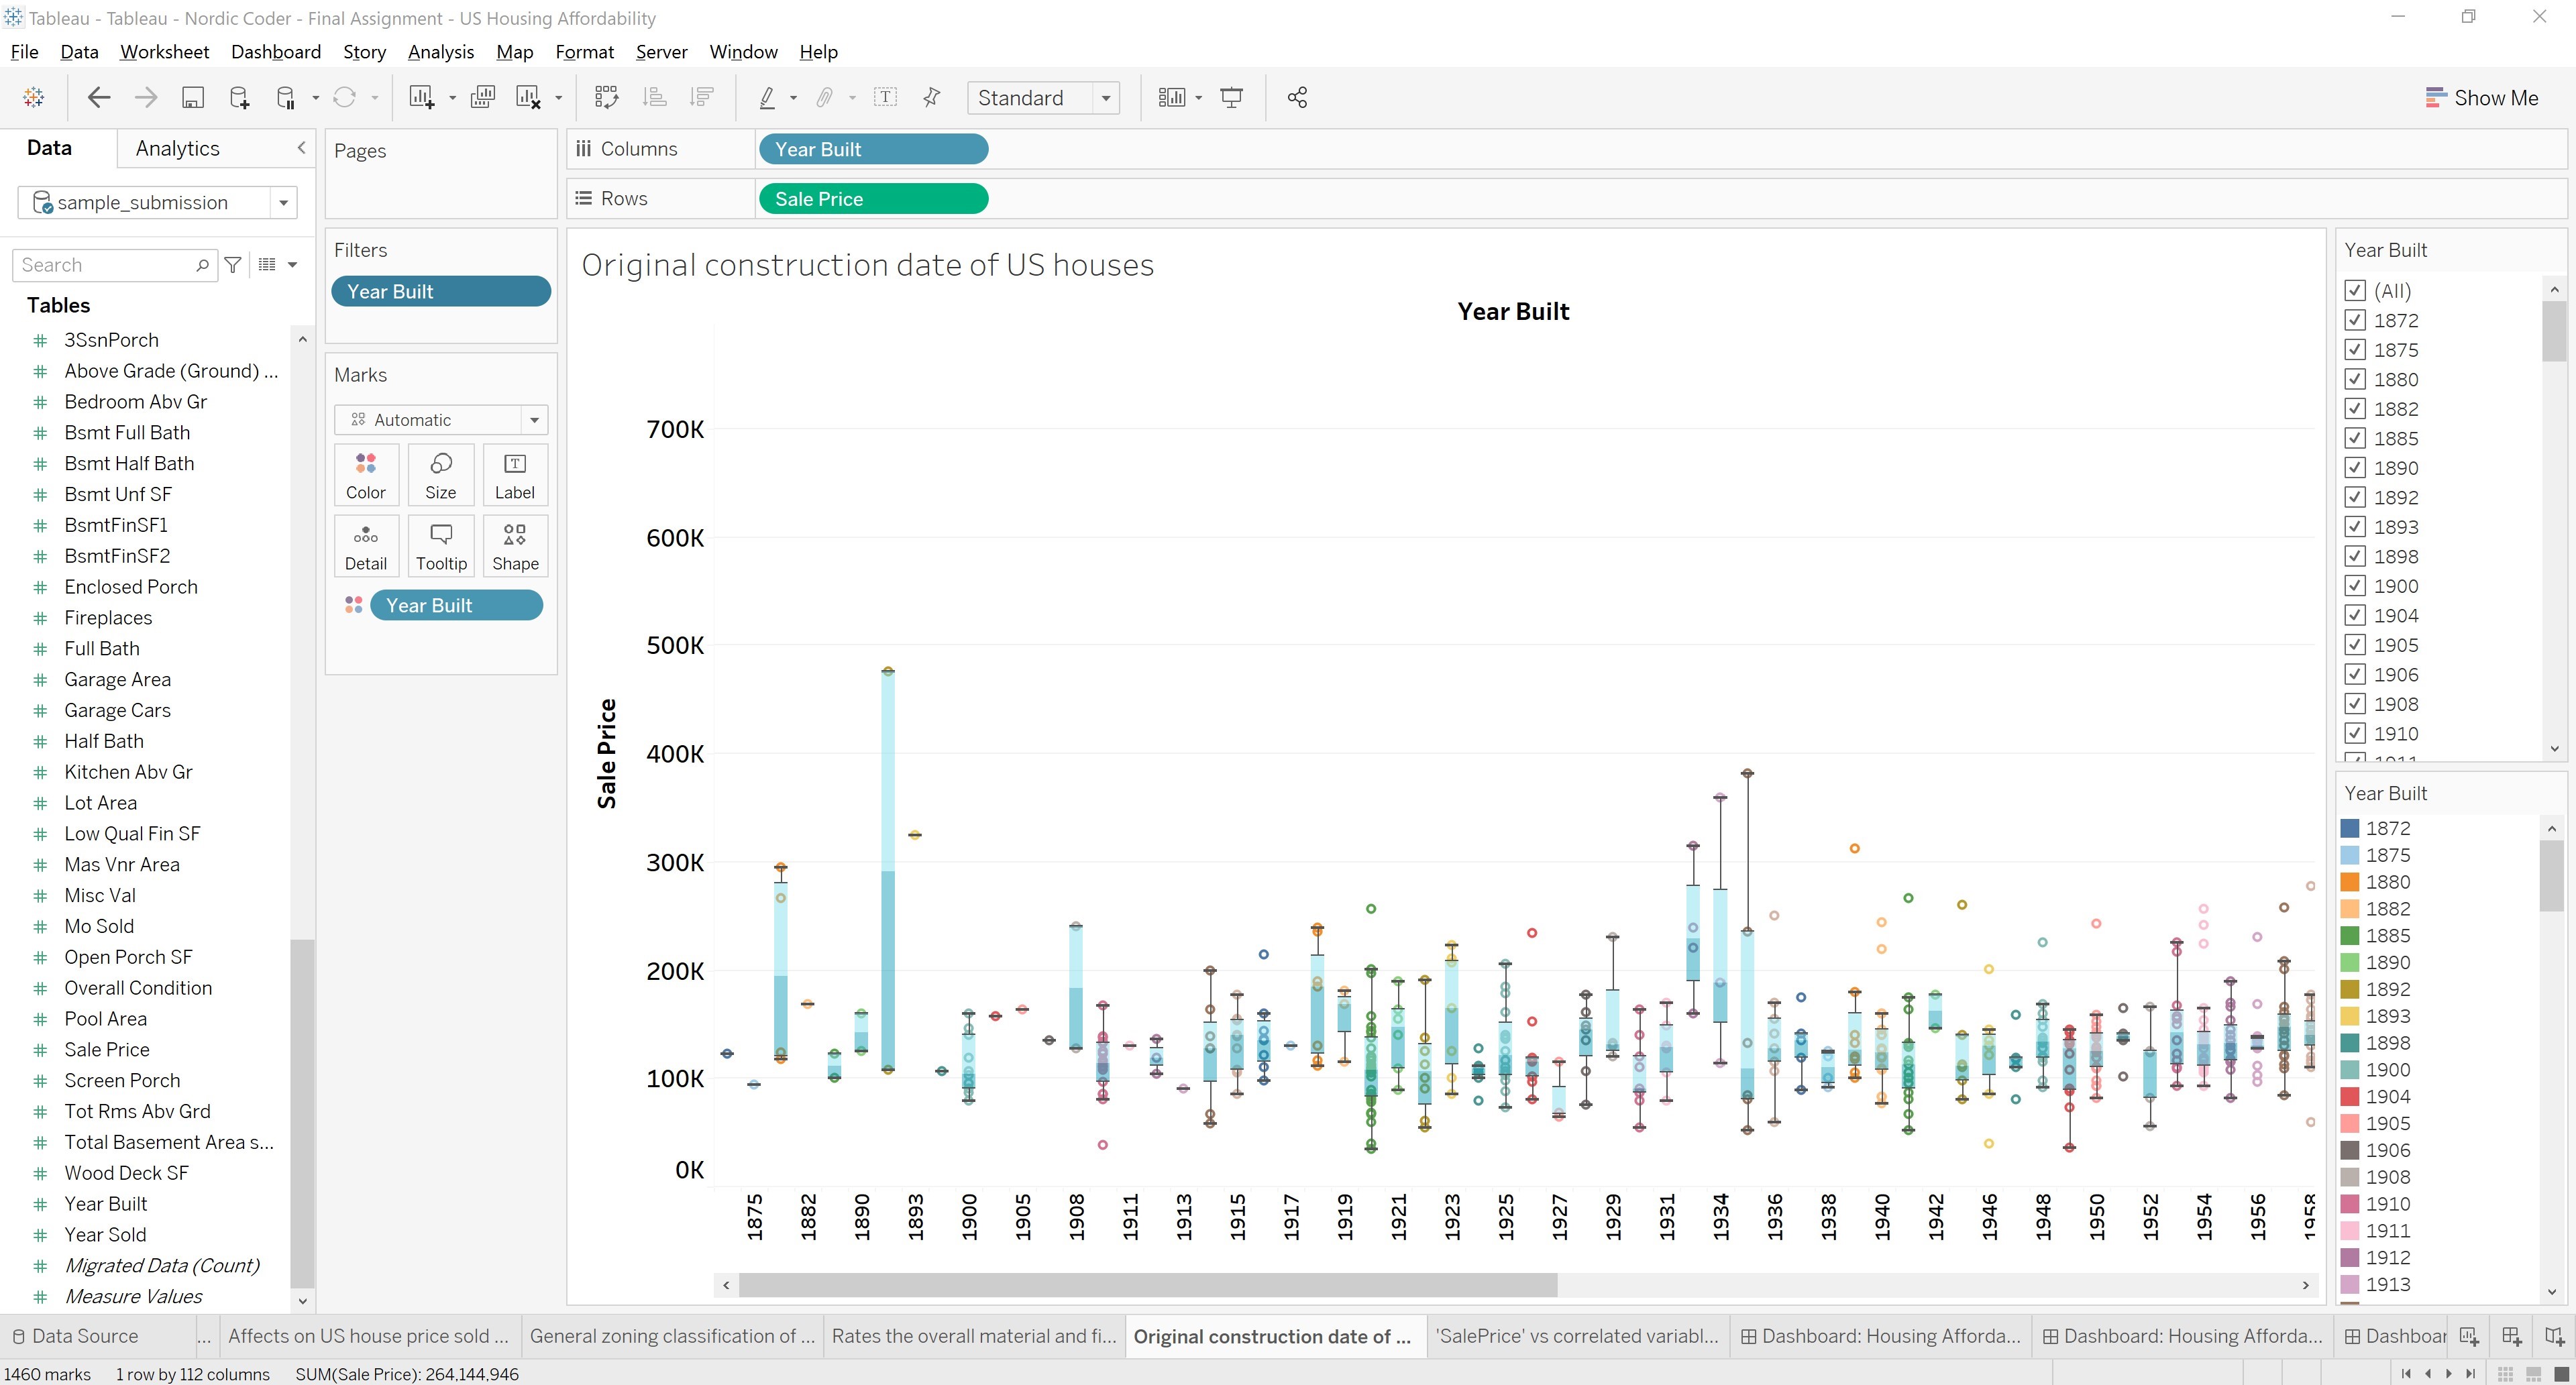 Tableau - Tableau - Nordic Coder - Final Assignment - US Housing Affordability
File Data Worksheet Dashboard Story Analysis Map Format Server Window Help
Standard
Show Me
Data Analytics
sample_submission
Search
Tables
3SsnPorch
Above Grade (Ground) ...
Bedroom Abv Gr
Bsmt Full Bath
Bsmt Half Bath
Bsmt Unf SF
BsmtFinSF1
BsmtFinSF2
Enclosed Porch
Fireplaces
Full Bath
Garage Area
Garage Cars
Half Bath
Kitchen Abv Gr
Lot Area
Low Qual Fin SF
Mas Vnr Area
Misc Val
Mo Sold
Open Porch SF
Overall Condition
Pool Area
Sale Price
Screen Porch
Tot Rms Abv Grd
Total Basement Area s...
Wood Deck SF
Year Built
Year Sold
Migrated Data (Count)
Measure Values
Pages
Filters
Year Built
Marks
Automatic
Color Size Label
Detail Tooltip Shape
Year Built
Columns Year Built
Rows Sale Price
Original construction date of US houses
Year Built
Sale Price
700K
600K
500K
400K
300K
200K
100K
0K
1875 1882 1890 1893 1900 1905 1908 1911 1913 1915 1917 1919 1921 1923 1925 1927 1929 1931 1934 1936 1938 1940 1942 1946 1948 1950 1952 1954 1956 1958
Year Built
(All)
1872
1875
1880
1882
1885
1890
1892
1893
1898
1900
1904
1905
1906
1908
1910
1911
Year Built
1872
1875
1880
1882
1885
1890
1892
1893
1898
1900
1904
1905
1906
1908
1910
1911
1912
1913
Data Source ... Affects on US house price sold ... General zoning classification of ... Rates the overall material and fi... Original construction date of ... 'SalePrice' vs correlated variabl... Dashboard: Housing Afforda... Dashboard: Housing Afforda... Dashboar
1460 marks 1 row by 112 columns SUM(Sale Price): 264,144,946